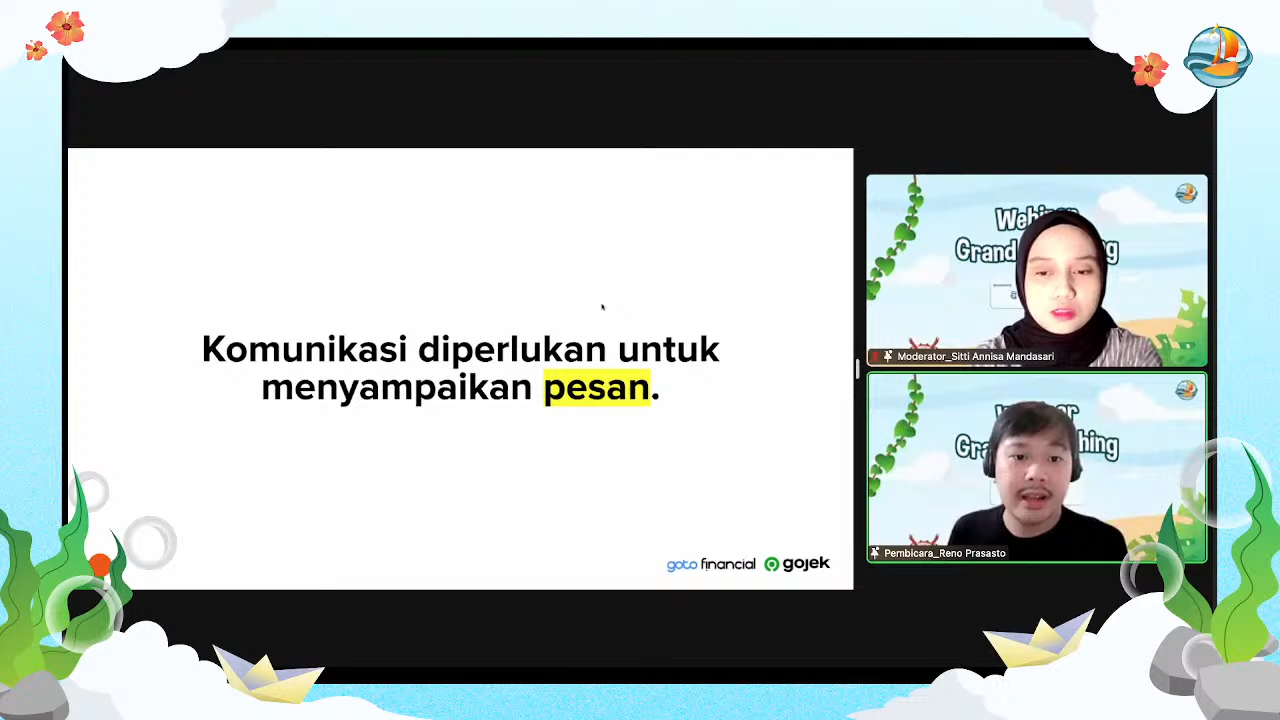 Komunikasi diperlukan untuk
menyampaikan pesan.
goto financial gojek
Moderator_Sitti Annisa Mandasari
Pembicara_Reno Prasasto